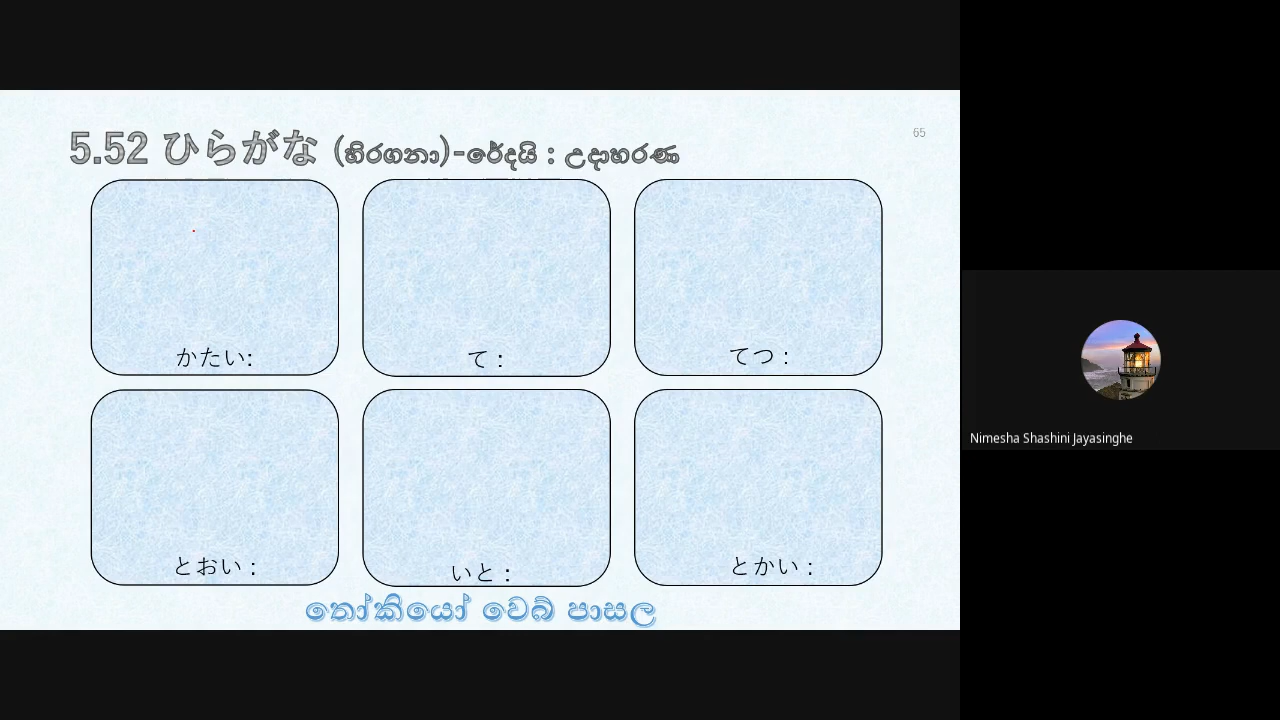 65
5.52 ひらがな (හිරගනා)-රේදයි : උදාහරණ
かたい:
て :
てつ :
とおい :
いと :
とかい :
තෝකියෝ වෙබ් පාසල
Nimesha Shashini Jayasinghe